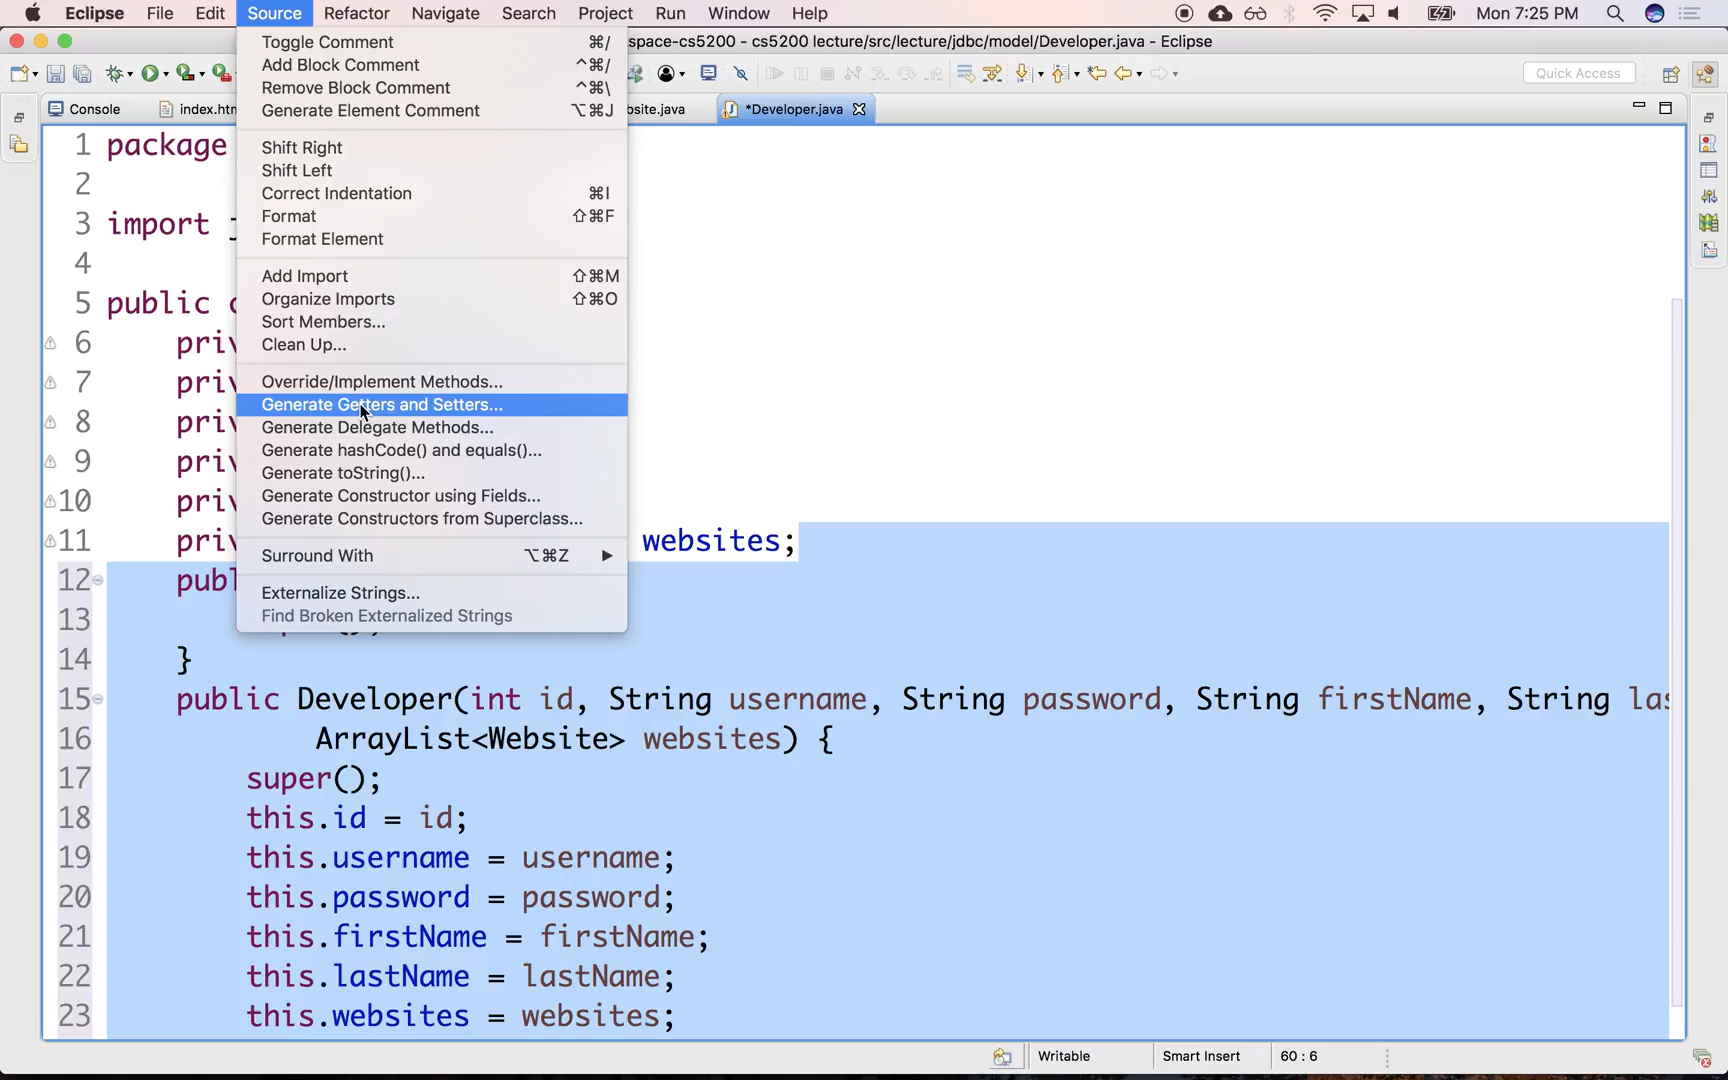 Eclipse File Edit Source Refactor Navigate Search Project Run Window Help Mon 7:25 PM
space-cs5200 - cs5200 lecture/src/lecture/jdbc/model/Developer.java - Eclipse
Quick Access
Console index.htm bsite.java *Developer.java
Toggle Comment ⌘/
Add Block Comment ^⌘/
Remove Block Comment ^⌘\
Generate Element Comment ⌥⌘J
Shift Right
Shift Left
Correct Indentation ⌘I
Format ⇧⌘F
Format Element
Add Import ⇧⌘M
Organize Imports ⇧⌘O
Sort Members...
Clean Up...
Override/Implement Methods...
Generate Getters and Setters...
Generate Delegate Methods...
Generate hashCode() and equals()...
Generate toString()...
Generate Constructor using Fields...
Generate Constructors from Superclass...
Surround With ⌥⌘Z ▶
Externalize Strings...
Find Broken Externalized Strings
1 package
2
3 import
4
5 public
6 priv
7 priv
8 priv
9 priv
10 priv
11 priv websites;
12 publ
13
14 }
15 public Developer(int id, String username, String password, String firstName, String las
16 ArrayList<Website> websites) {
17 super();
18 this.id = id;
19 this.username = username;
20 this.password = password;
21 this.firstName = firstName;
22 this.lastName = lastName;
23 this.websites = websites;
Writable Smart Insert 60 : 6